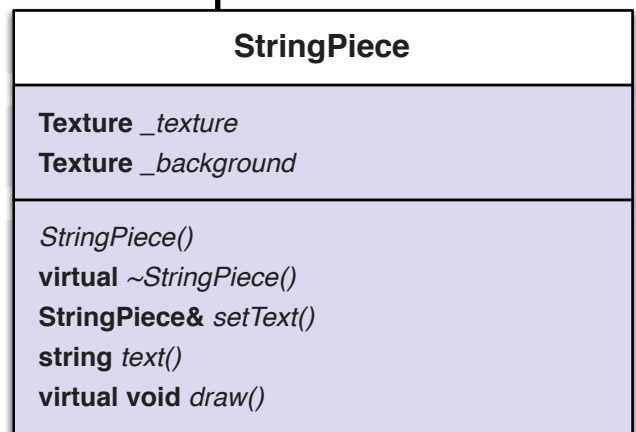 StringPiece
Texture _texture
Texture _background
StringPiece()
virtual ~StringPiece()
StringPiece& setText()
string text()
virtual void draw()